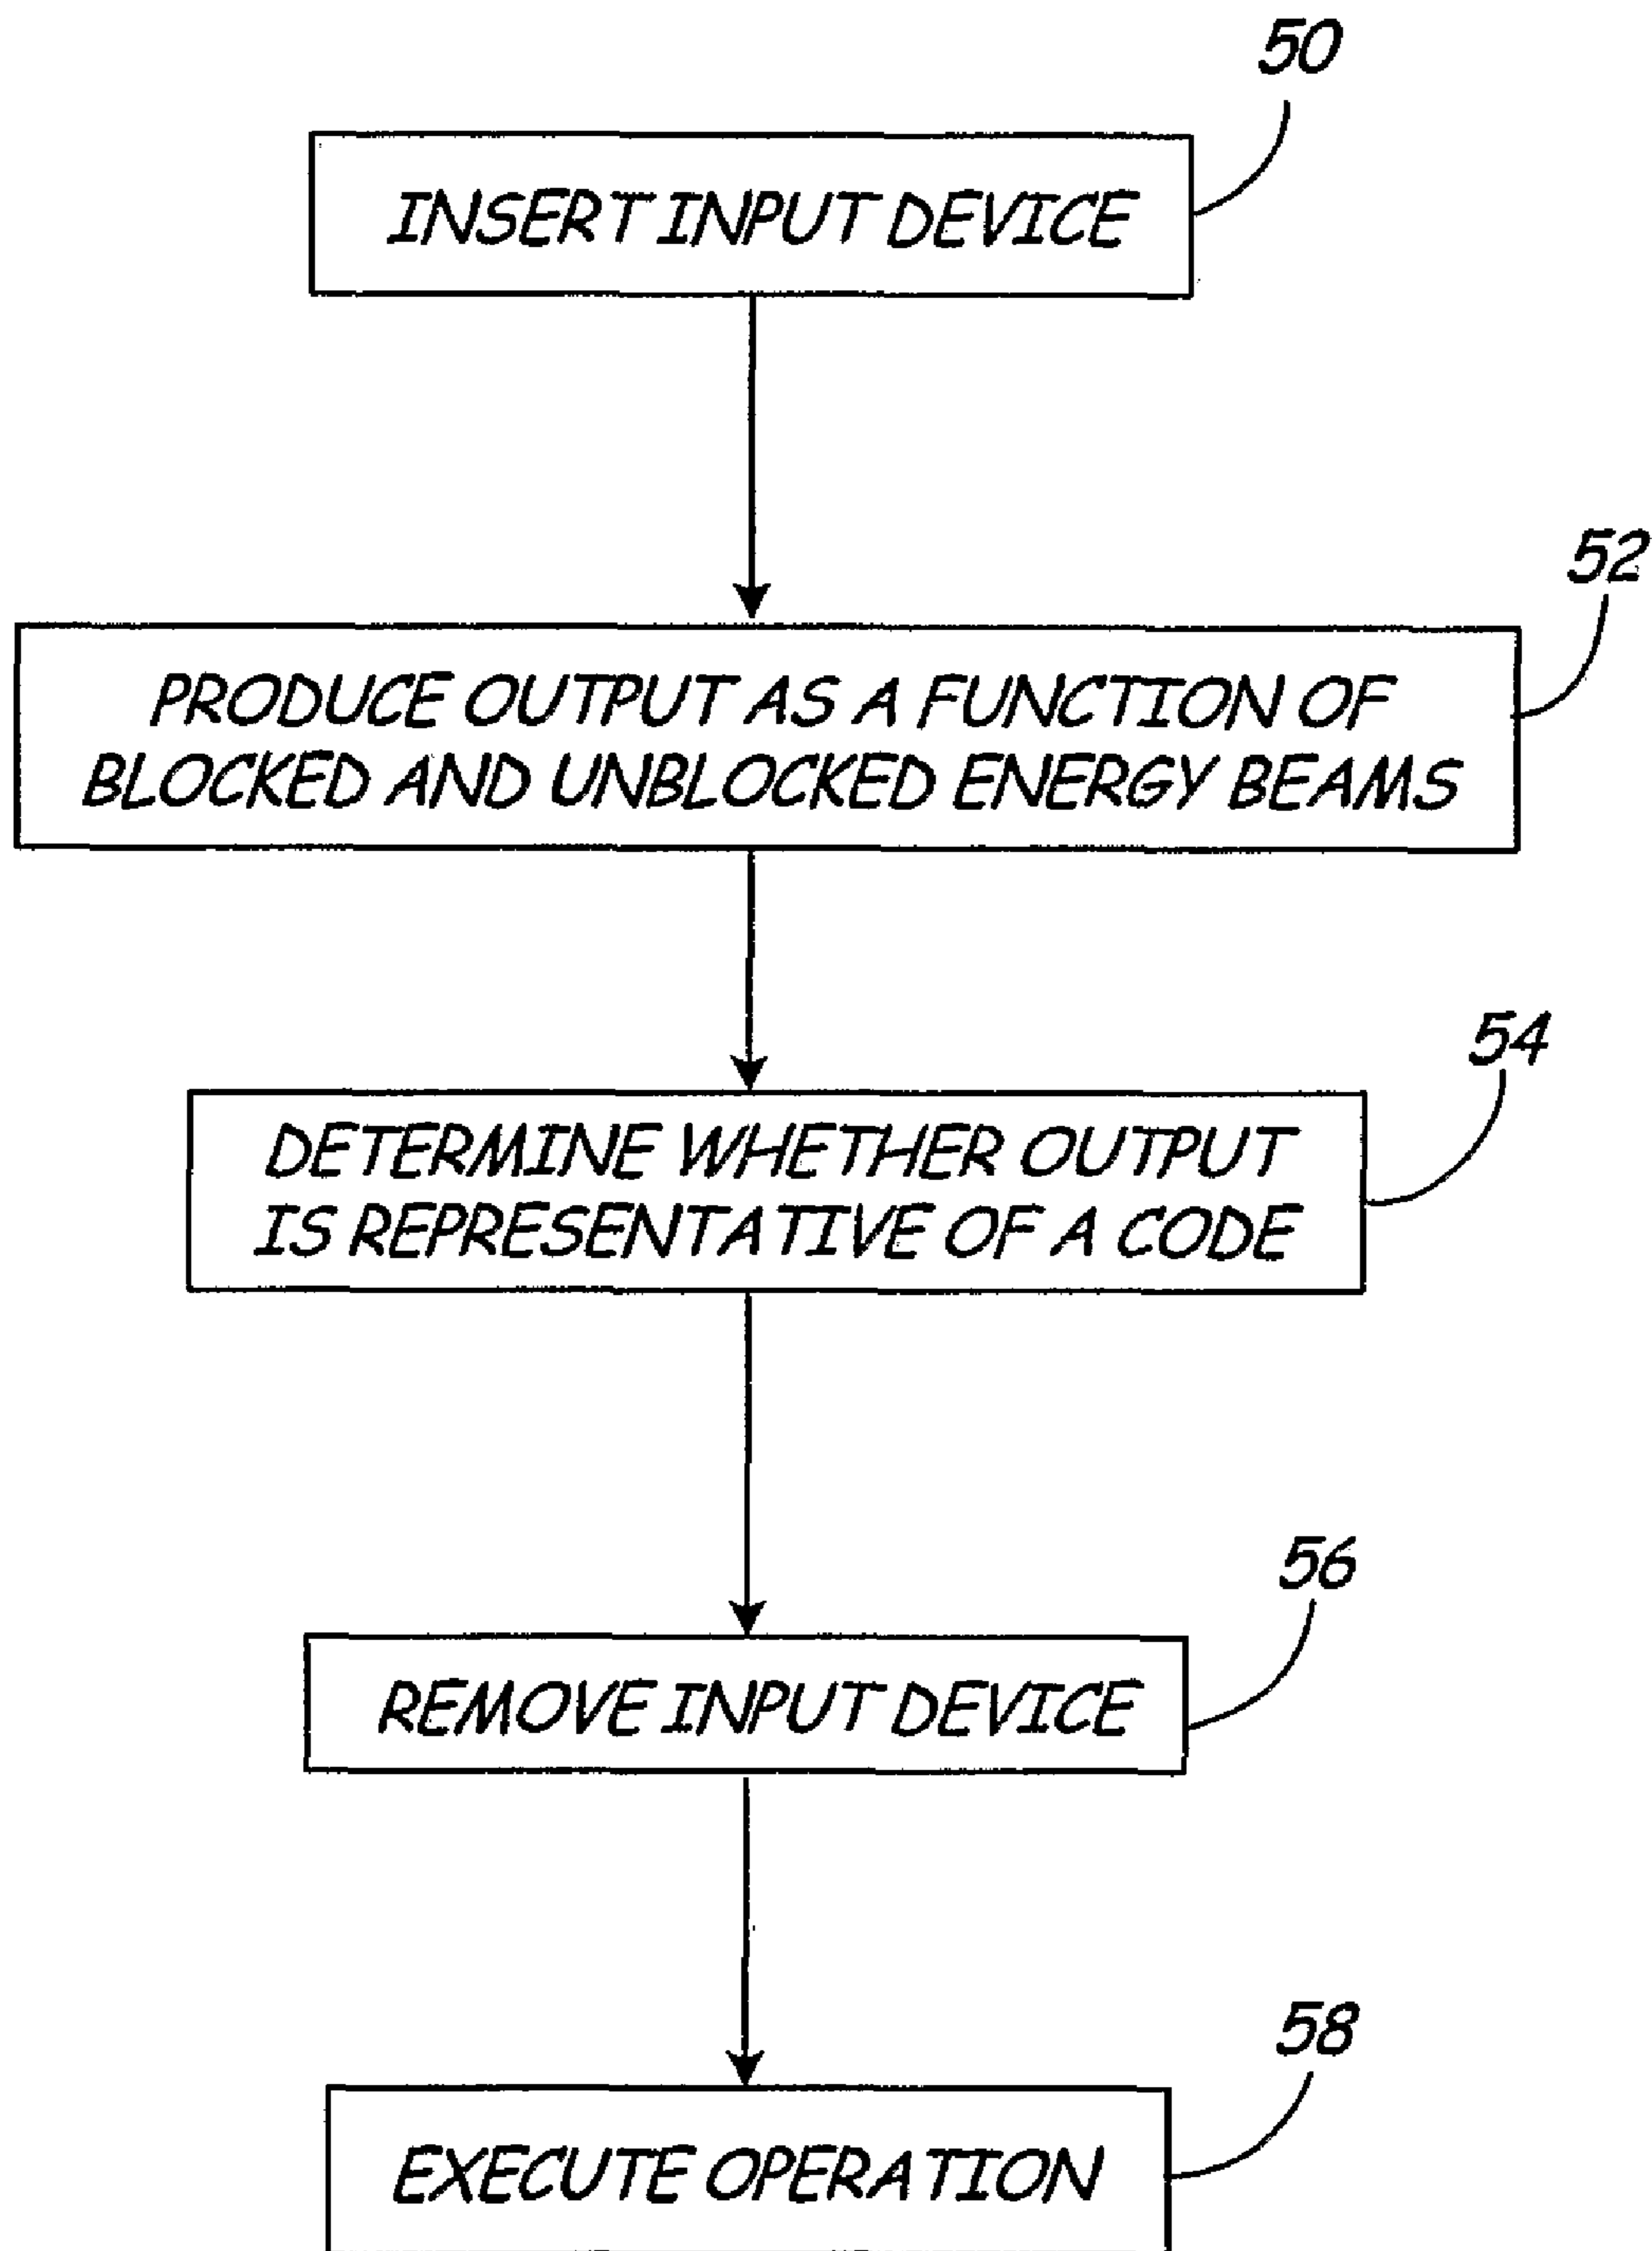 50
INSERT INPUT DEVICE
52
PRODUCE OUTPUT AS A FUNCTION OF
BLOCKED AND UNBLOCKED ENERGY BEAMS
54
DETERMINE WHETHER OUTPUT
IS REPRESENTATIVE OF A CODE
56
REMOVE INPUT DEVICE
58
EXECUTE OPERATION